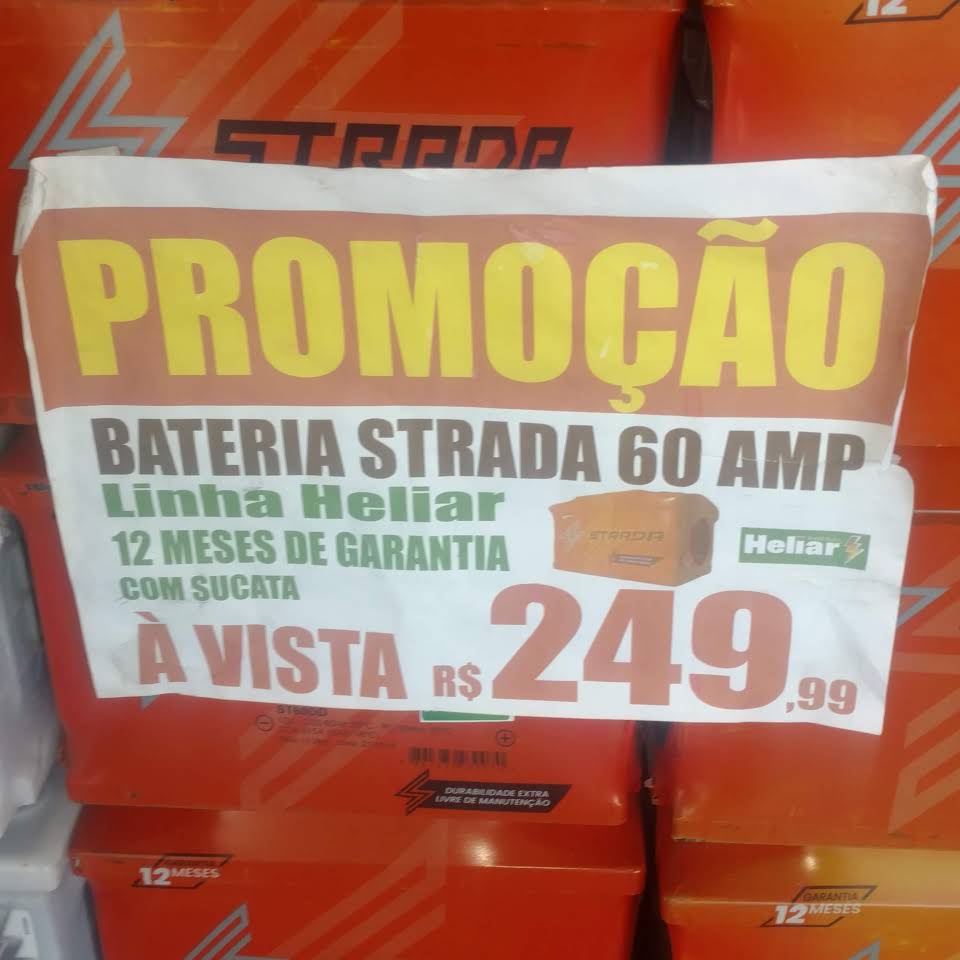 12
STRADA
PROMOÇÃO
BATERIA STRADA 60 AMP
Linha Heliar
STRADA
Heliar
12 MESES DE GARANTIA
COM SUCATA
À VISTA R$249,99
DURABILIDADE EXTRA
LIVRE DE MANUTENÇÃO
GARANTIA
12 MESES
GARANTIA
12 MESES